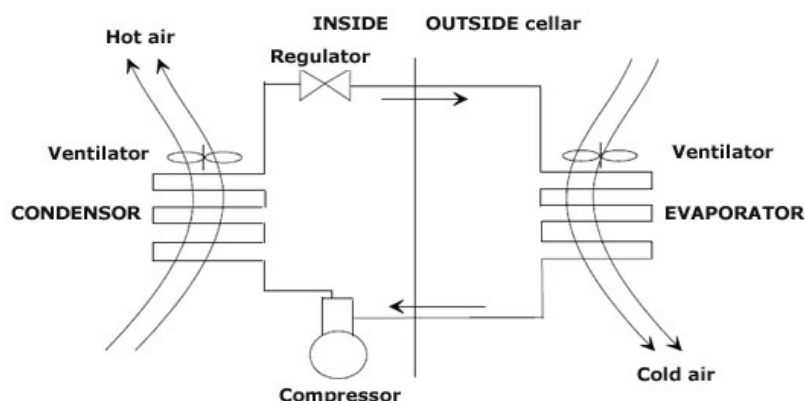 INSIDE OUTSIDE cellar
Hot air
Regulator
Ventilator Ventilator
CONDENSOR EVAPORATOR
Cold air
Compressor